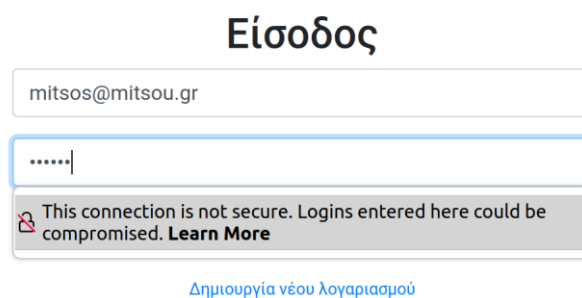 Είσοδος
mitsos@mitsou.gr
••••••
This connection is not secure. Logins entered here could be
compromised. Learn More
Δημιουργία νέου λογαριασμού